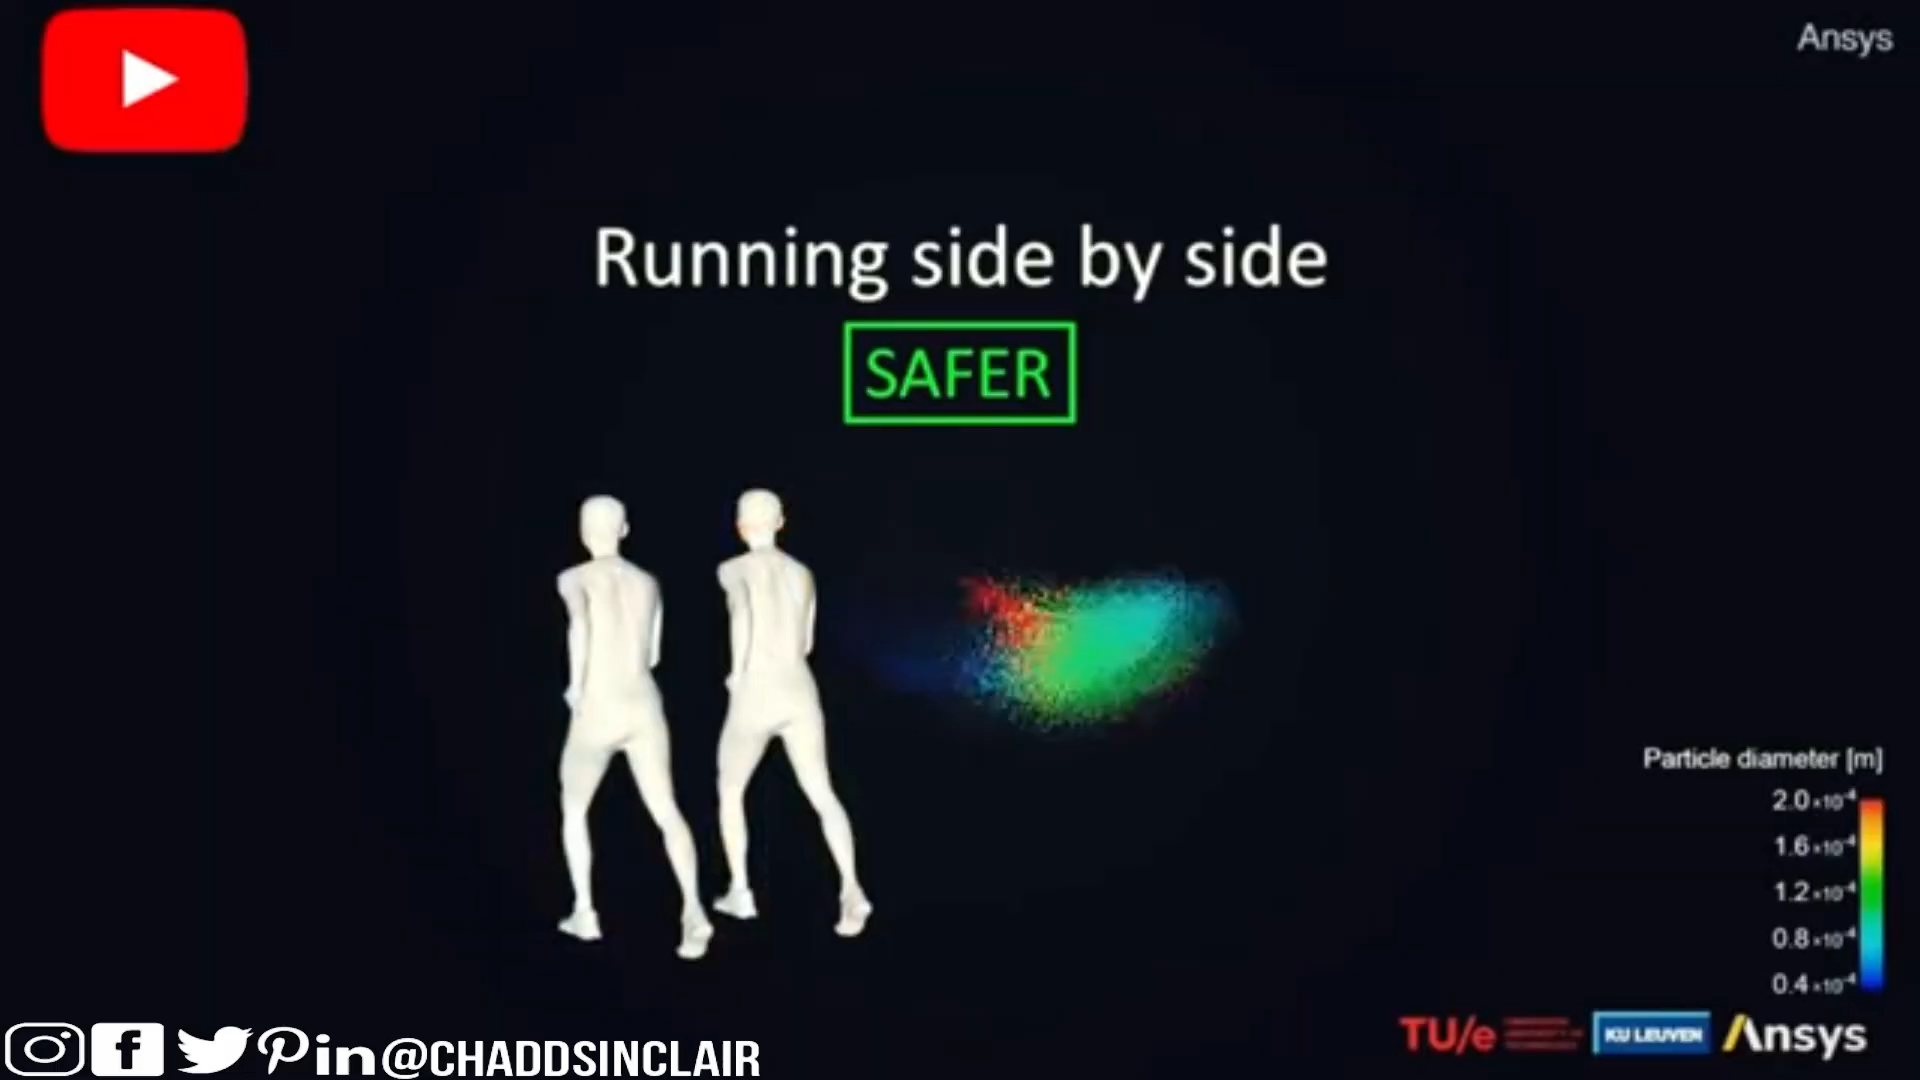 Ansys
Running side by side
SAFER
Particle diameter [m]
2.0×10⁻⁴
1.6×10⁻⁴
1.2×10⁻⁴
0.8×10⁻⁴
0.4×10⁻⁴
TU/e
KU LEUVEN
Ansys
in@CHADDSINCLAIR